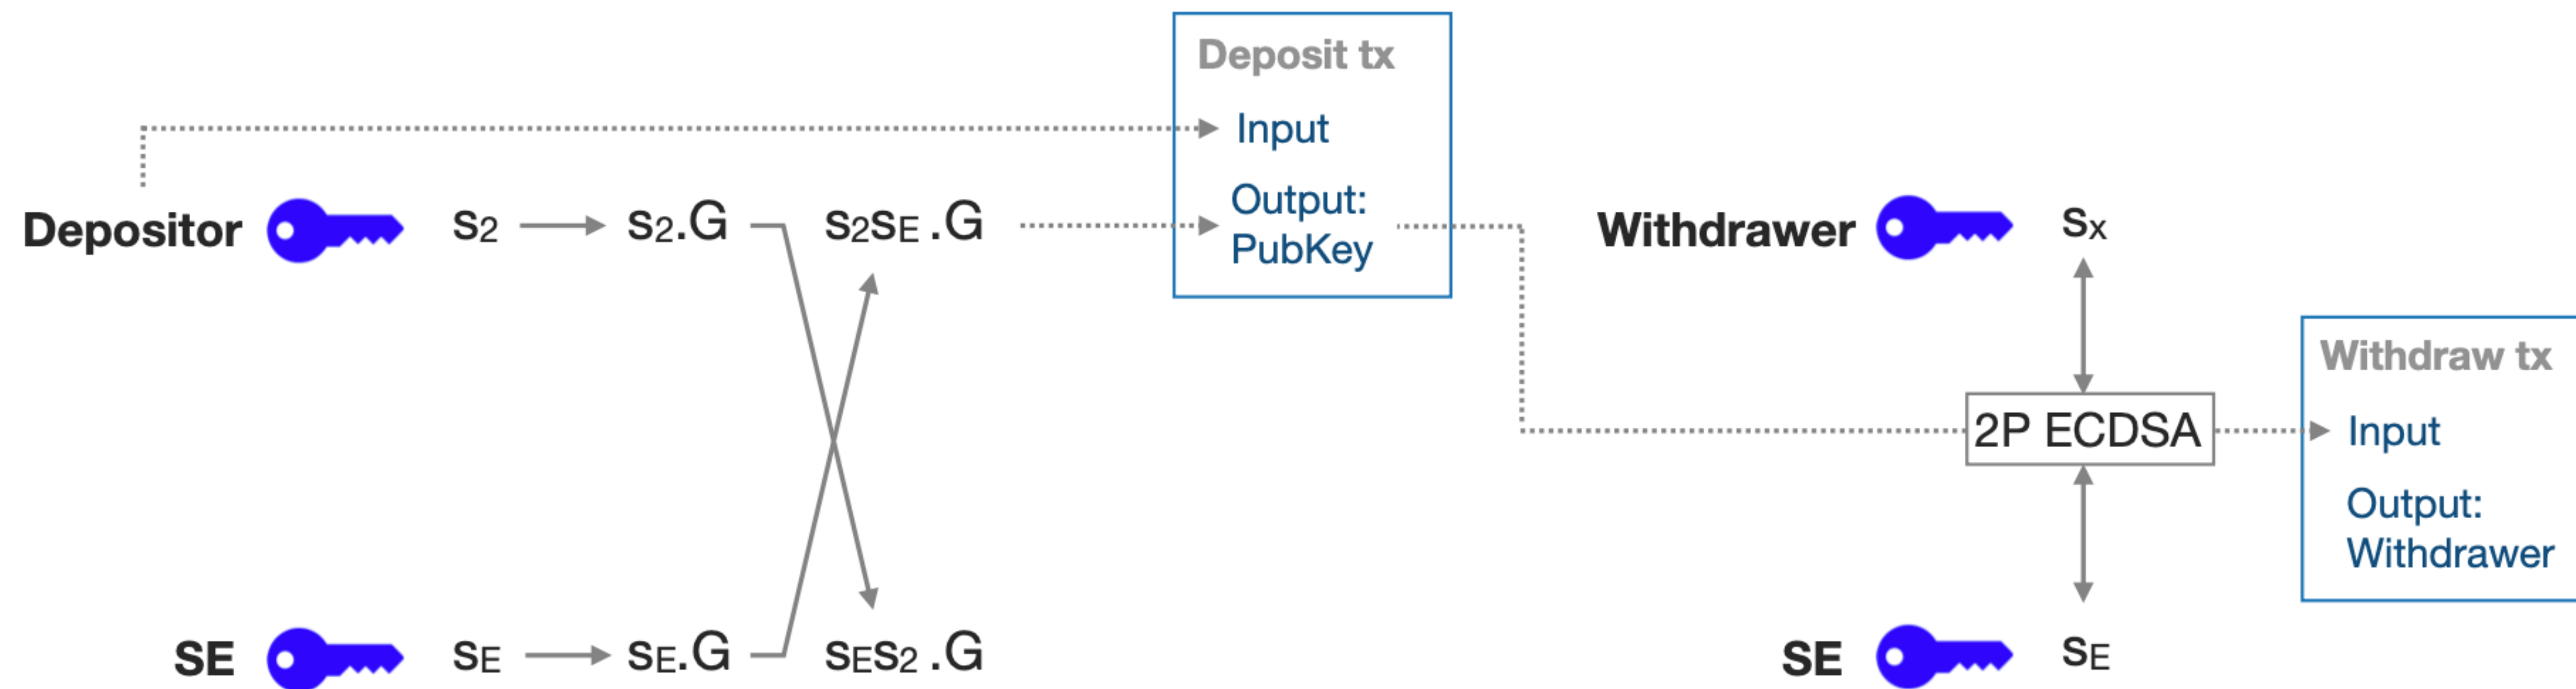 Deposit tx
Input
Output:
PubKey
Depositor s₂ s₂.G s₂sE .G
Withdrawer sx
2P ECDSA
Withdraw tx
Input
Output:
Withdrawer
SE sE sE.G sEs₂ .G
SE sE